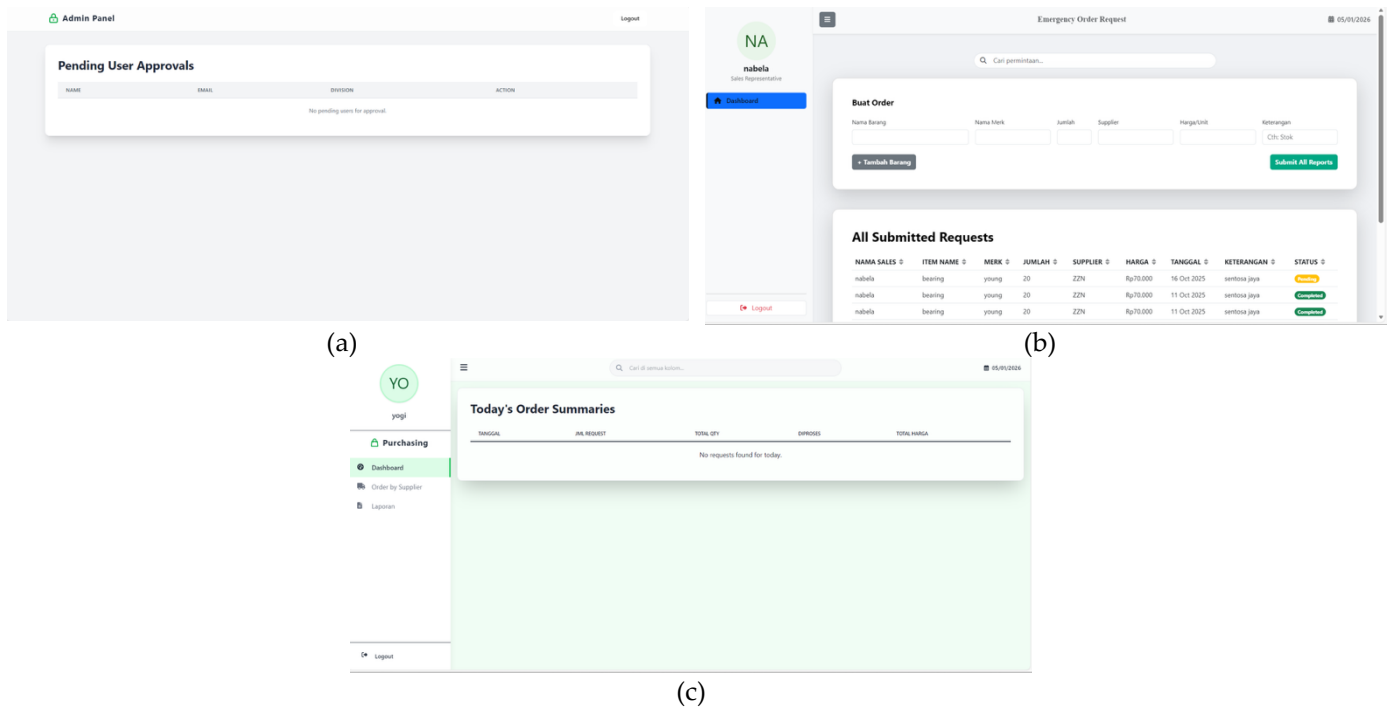 Admin Panel
Logout
Pending User Approvals
NAME EMAIL DIVISION ACTION
No pending users for approval.
(a)
NA
nabela
Sales Representative
Dashboard
Logout
Emergency Order Request
05/01/2026
Cari permintaan...
Buat Order
Nama Barang Nama Merk Jumlah Supplier Harga/Unit Keterangan
Cth: Stok
+ Tambah Barang
Submit All Reports
All Submitted Requests
NAMA SALES ITEM NAME MERK JUMLAH SUPPLIER HARGA TANGGAL KETERANGAN STATUS
nabela bearing young 20 ZZN Rp70.000 16 Oct 2025 sentosa jaya Pending
nabela bearing young 20 ZZN Rp70.000 11 Oct 2025 sentosa jaya Completed
nabela bearing young 20 ZZN Rp70.000 11 Oct 2025 sentosa jaya Completed
(b)
YO
yogi
Purchasing
Dashboard
Order by Supplier
Laporan
Logout
Cari di semua kolom...
05/01/2026
Today's Order Summaries
TANGGAL JML REQUEST TOTAL QTY DIPROSES TOTAL HARGA
No requests found for today.
(c)